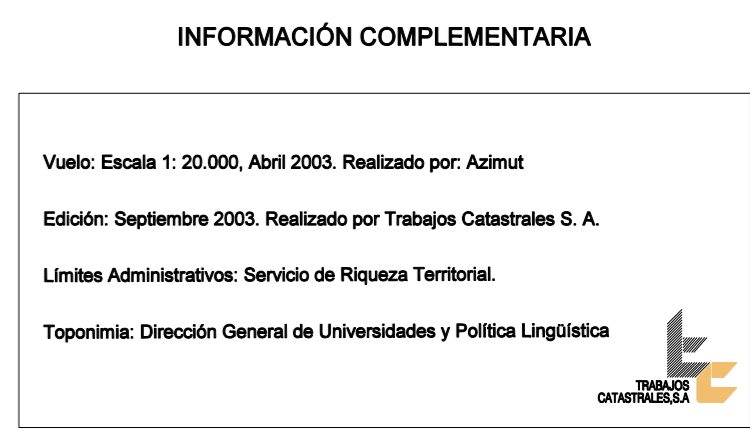 INFORMACIÓN COMPLEMENTARIA
Vuelo: Escala 1: 20.000, Abril 2003. Realizado por: Azimut
Edición: Septiembre 2003. Realizado por Trabajos Catastrales S. A.
Límites Administrativos: Servicio de Riqueza Territorial.
Toponimia: Dirección General de Universidades y Política Lingüística
TRABAJOS
CATASTRALES,S.A